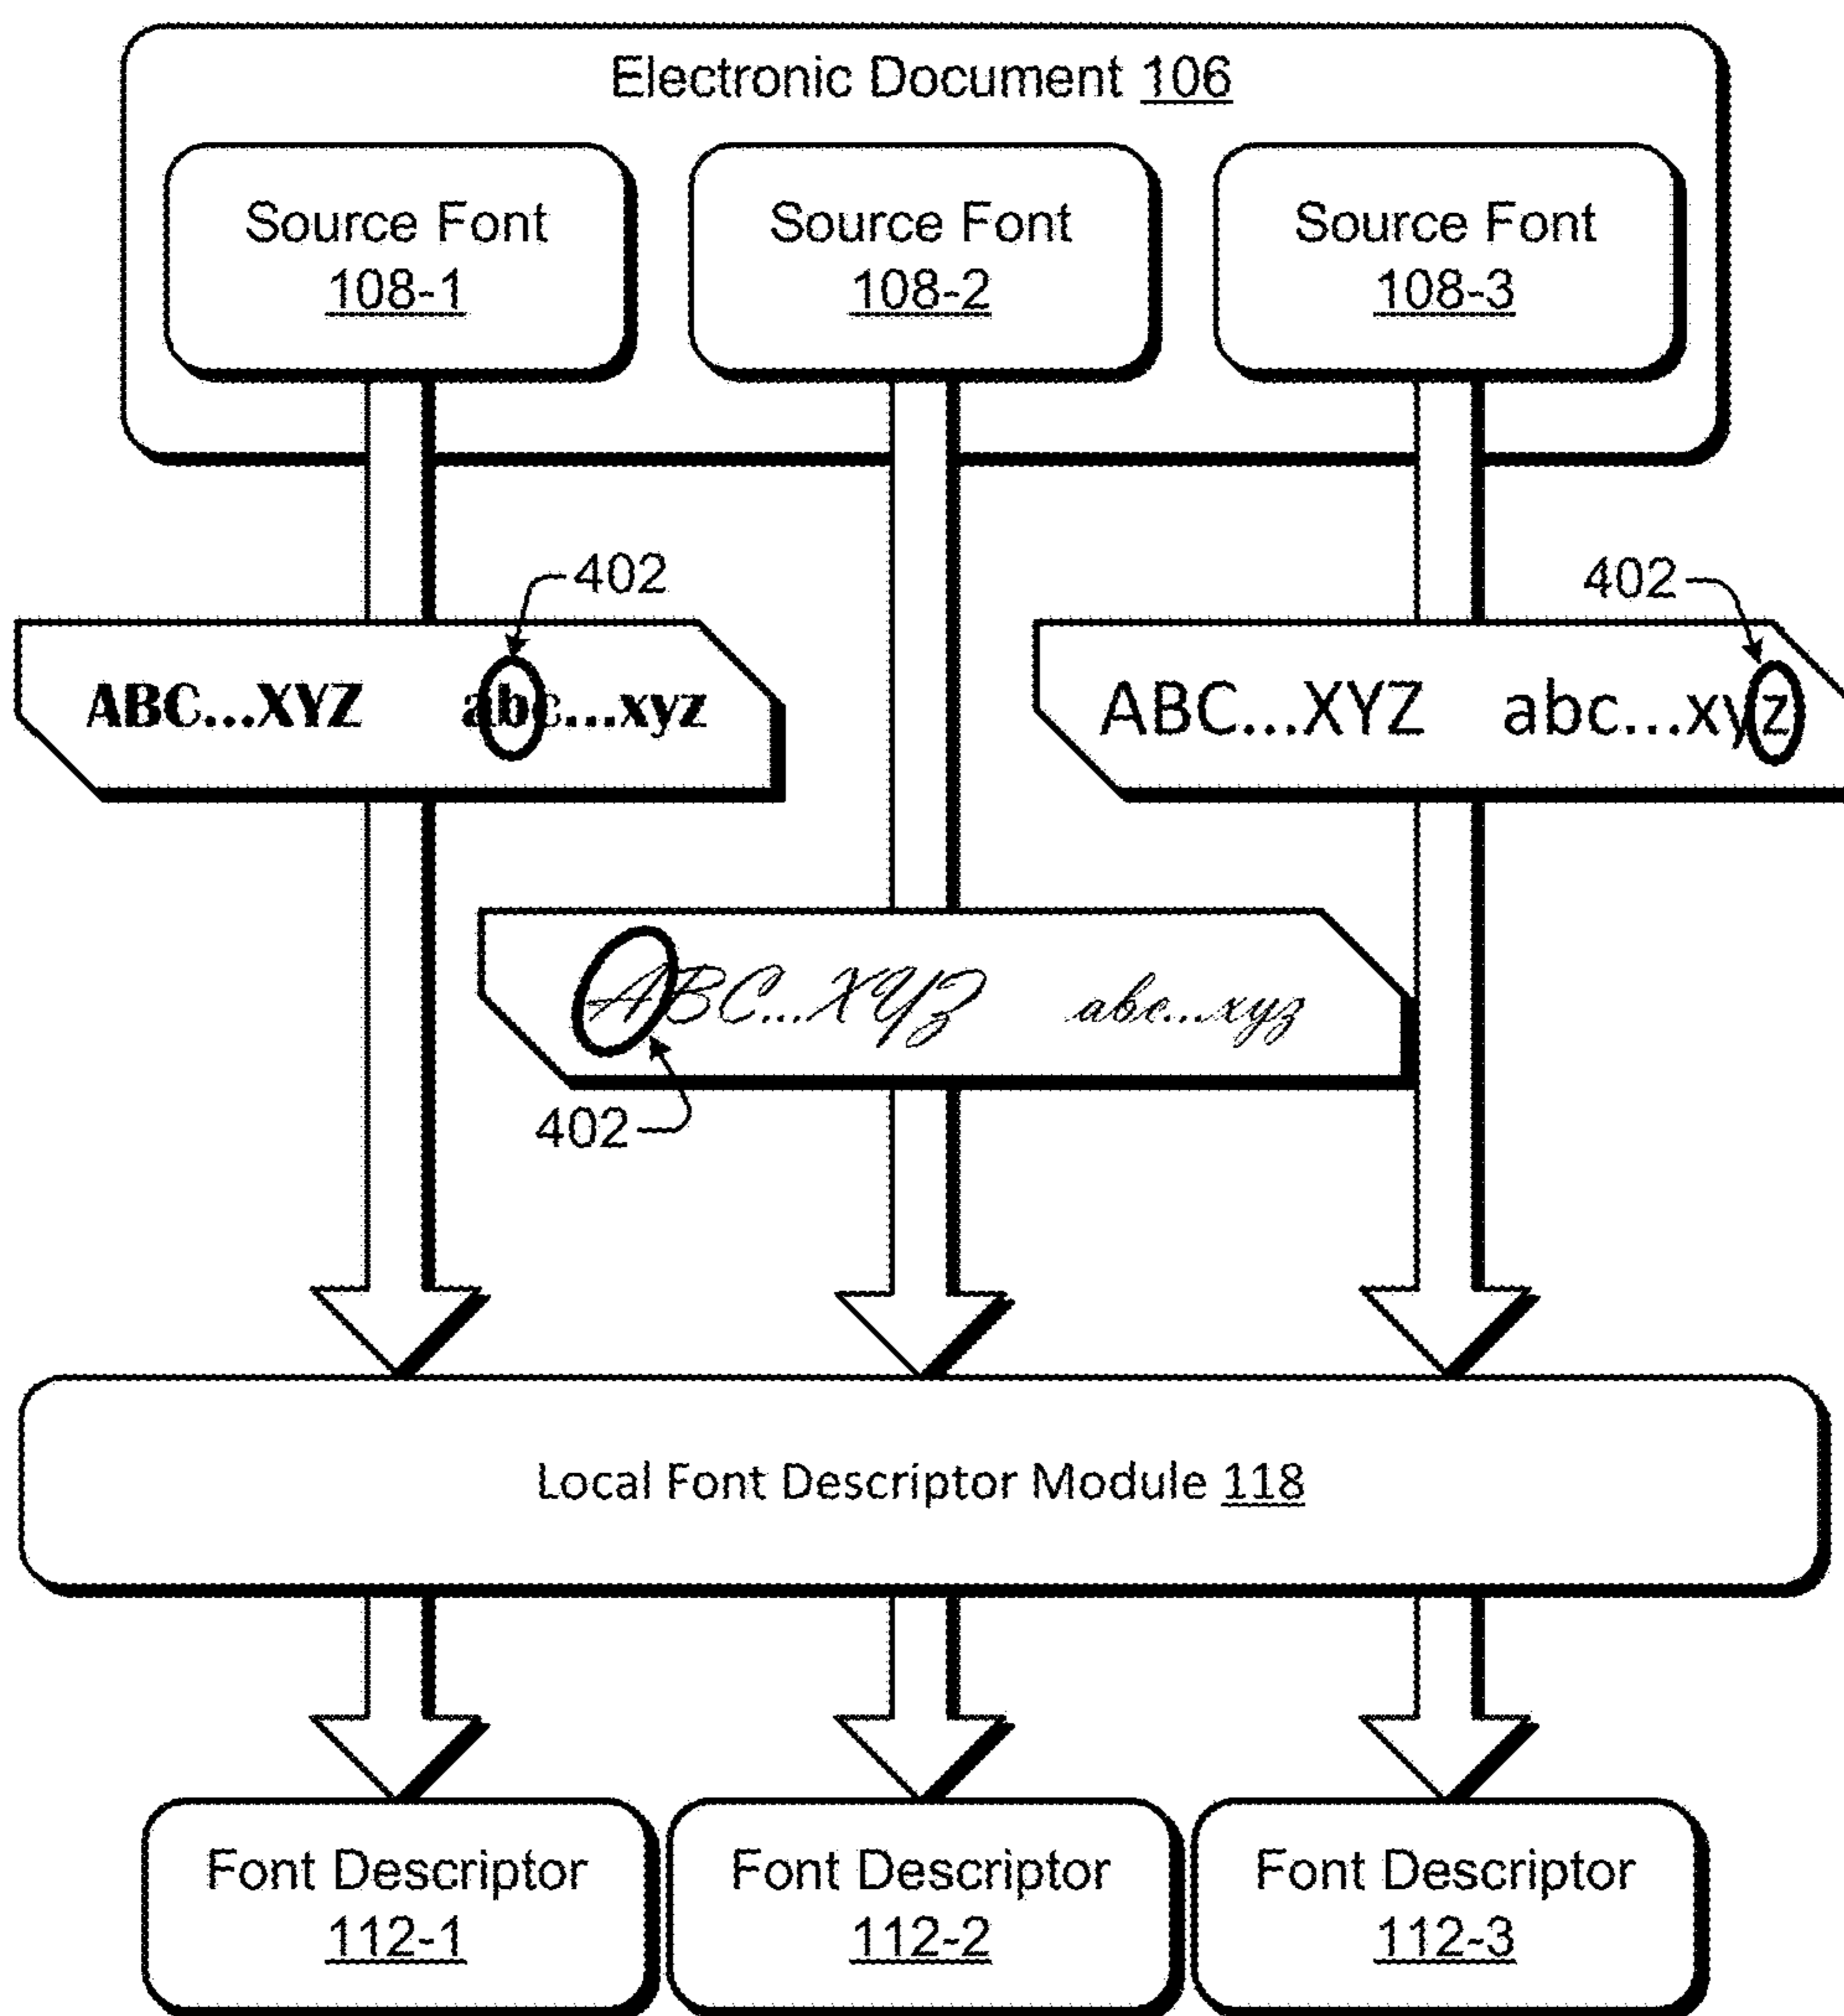 Electronic Document 106
Source Font
108-1
Source Font
108-2
Source Font
108-3
402
402
ABC...XYZ abc...xyz
ABC...XYZ abc...xyz
ABC...XYZ abc...xyz
402
Local Font Descriptor Module 118
Font Descriptor
112-1
Font Descriptor
112-2
Font Descriptor
112-3